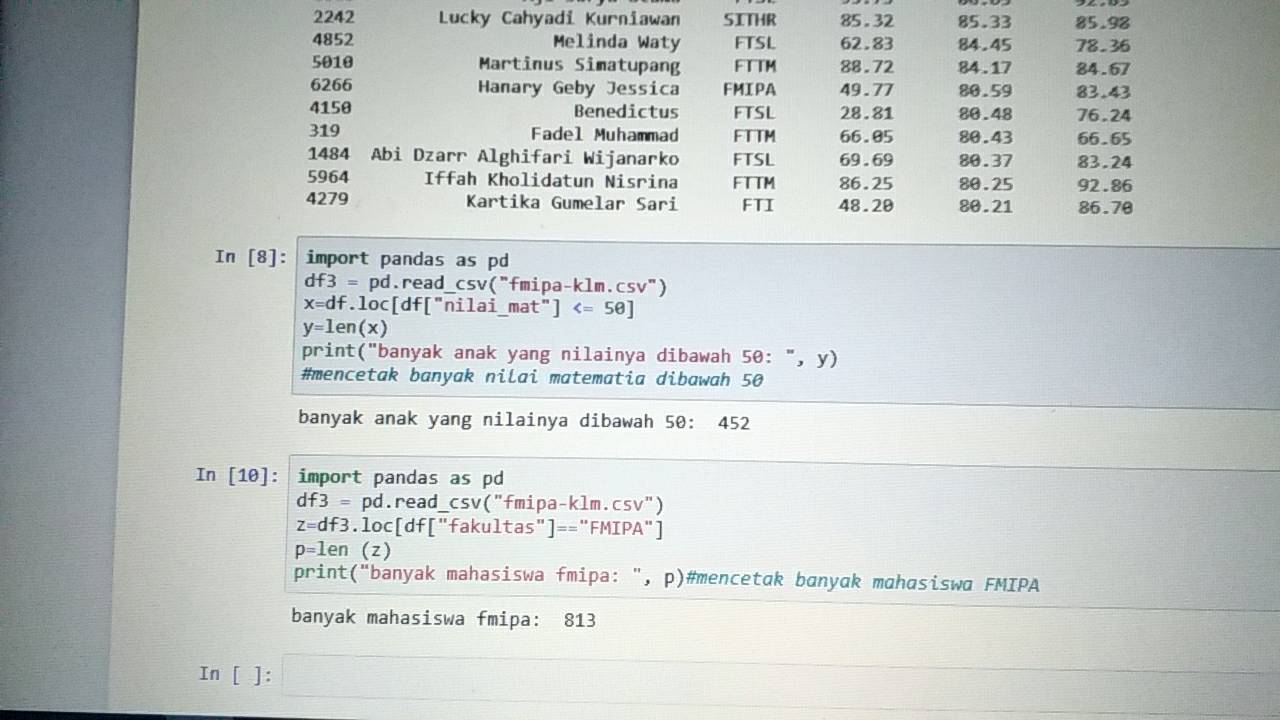 2242 Lucky Cahyadi Kurniawan SITHR 85.32 85.33 85.98
4852 Melinda Waty FTSL 62.83 84.45 78.36
5010 Martinus Simatupang FTTM 88.72 84.17 84.67
6266 Hanary Geby Jessica FMIPA 49.77 80.59 83.43
4150 Benedictus FTSL 28.81 80.48 76.24
319 Fadel Muhammad FTTM 66.05 80.43 66.65
1484 Abi Dzarr Alghifari Wijanarko FTSL 69.69 80.37 83.24
5964 Iffah Kholidatun Nisrina FTTM 86.25 80.25 92.86
4279 Kartika Gumelar Sari FTI 48.20 80.21 86.70
In [8]: import pandas as pd
df3 = pd.read_csv("fmipa-klm.csv")
x=df.loc[df["nilai_mat"] <= 50]
y=len(x)
print("banyak anak yang nilainya dibawah 50: ", y)
#mencetak banyak nilai matematia dibawah 50
banyak anak yang nilainya dibawah 50:  452
In [10]: import pandas as pd
df3 = pd.read_csv("fmipa-klm.csv")
z=df3.loc[df["fakultas"]=="FMIPA"]
p=len (z)
print("banyak mahasiswa fmipa: ", p)#mencetak banyak mahasiswa FMIPA
banyak mahasiswa fmipa:  813
In [ ]: